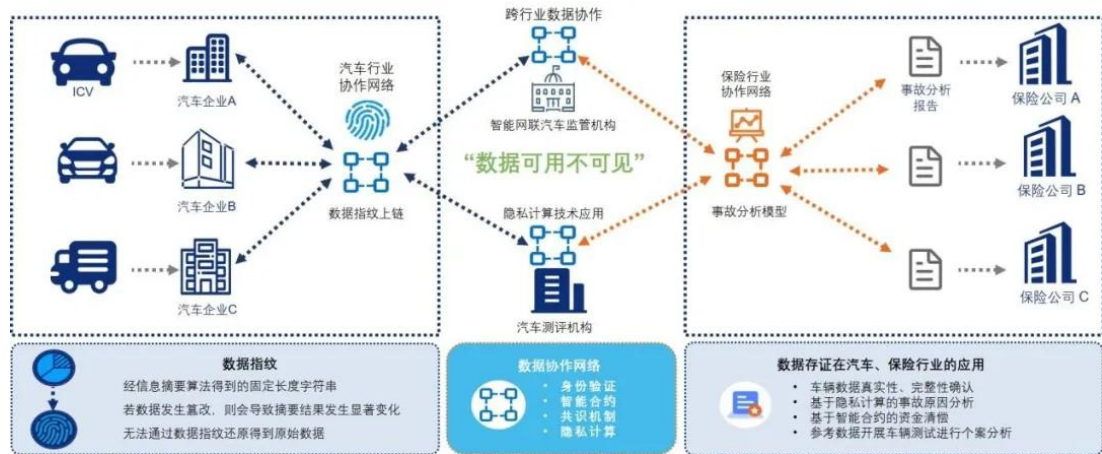 跨行业数据协作
ICV
汽车企业A
汽车行业
协作网络
智能网联汽车监管机构
保险行业
协作网络
事故分析
报告
保险公司 A
汽车企业B
“数据可用不可见”
保险公司 B
数据指纹上链
隐私计算技术应用
事故分析模型
汽车企业C
汽车测评机构
保险公司 C
数据指纹
经信息摘要算法得到的固定长度字符串
若数据发生篡改，则会导致摘要结果发生显著变化
无法通过数据指纹还原得到原始数据
数据协作网络
• 身份验证
• 智能合约
• 共识机制
• 隐私计算
数据存证在汽车、保险行业的应用
• 车辆数据真实性、完整性确认
• 基于隐私计算的事故原因分析
• 基于智能合约的资金清偿
• 参考数据开展车辆测试进行个案分析